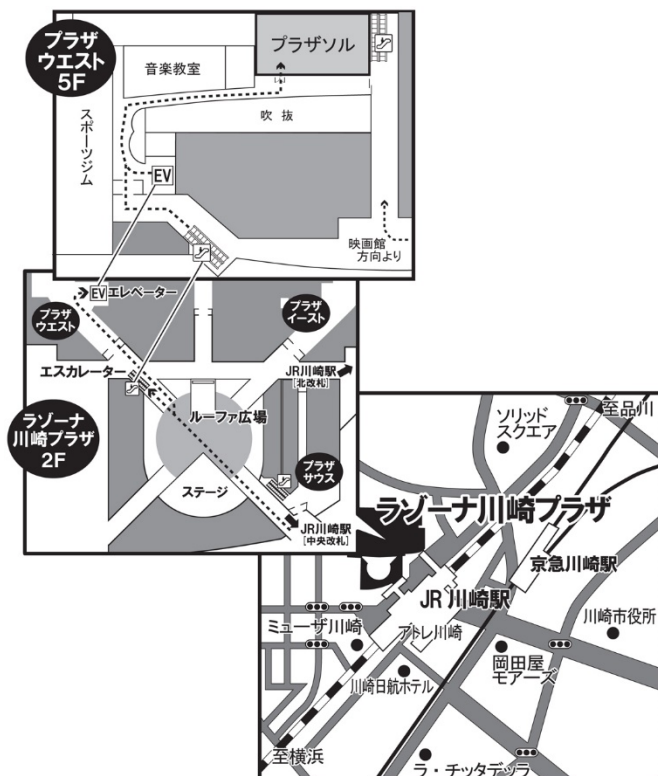 プラザ
ウエスト
5F
プラザソル
音楽教室
スポーツジム
吹抜
EV
映画館
方向より
EVエレベーター
プラザ
ウエスト
プラザ
イースト
エスカレーター
JR川崎駅
[北改札]
ラゾーナ
川崎プラザ
2F
ルーファ広場
ステージ
プラザ
サウス
JR川崎駅
[中央改札]
至品川
ソリッド
スクエア
ラゾーナ川崎プラザ
京急川崎駅
JR川崎駅
川崎市役所
ミューザ川崎
アトレ川崎
岡田屋
モアーズ
川崎日航ホテル
至横浜
ラ・チッタデッラ